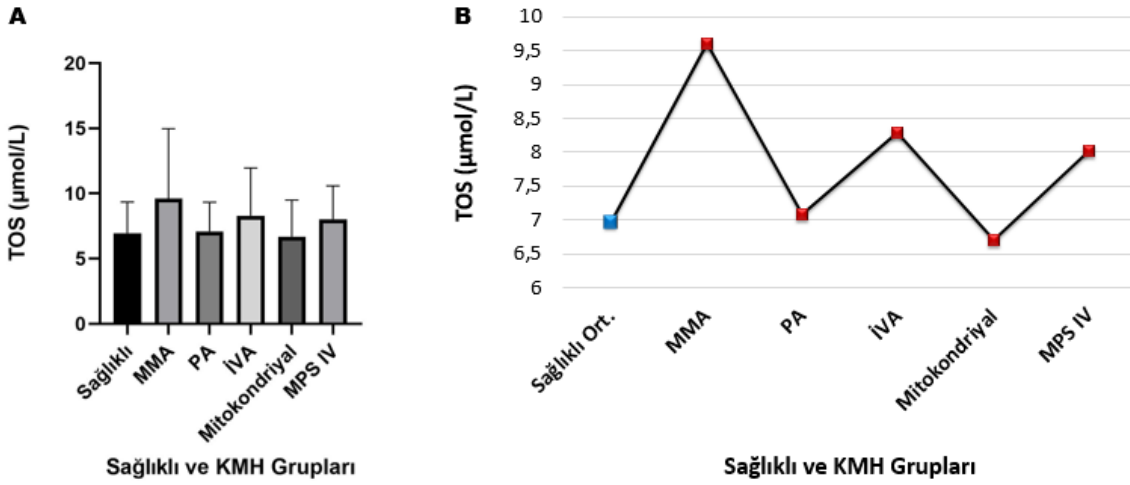 A
TOS (µmol/L)
20
15
10
5
0
Sağlıklı
MMA
PA
İVA
Mitokondriyal
MPS IV
Sağlıklı ve KMH Grupları
B
TOS (µmol/L)
10
9,5
9
8,5
8
7,5
7
6,5
6
Sağlıklı Ort.
MMA
PA
İVA
Mitokondriyal
MPS IV
Sağlıklı ve KMH Grupları